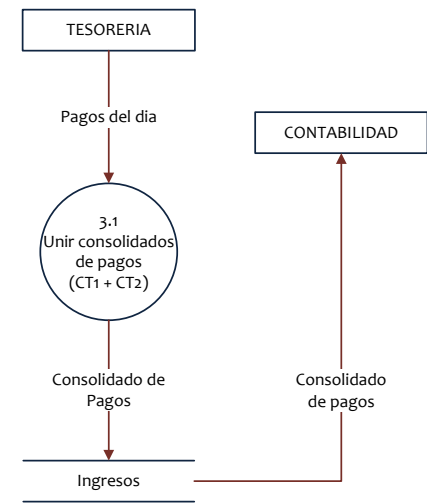 TESORERIA
Pagos del dia
CONTABILIDAD
3.1
Unir consolidados
de pagos
(CT1 + CT2)
Consolidado de
Pagos
Consolidado
de pagos
Ingresos